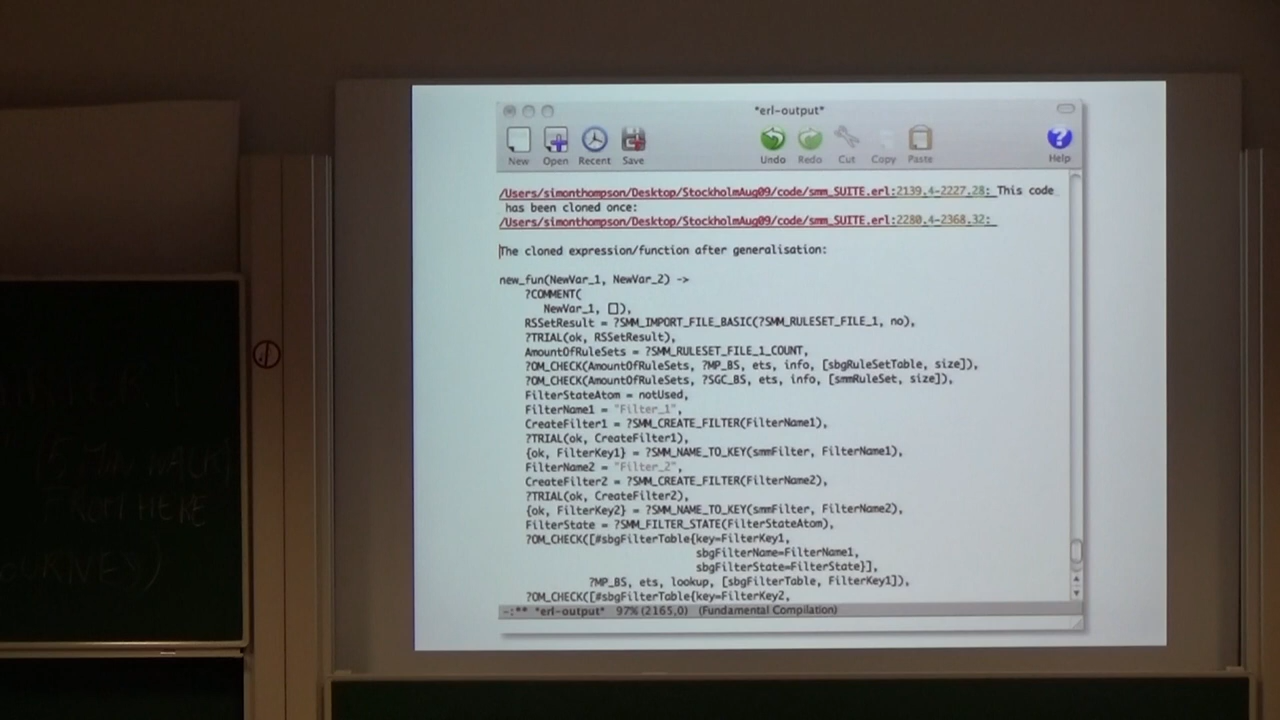 *erl-output*
New Open Recent Save Undo Redo Cut Copy Paste Help
/Users/simonthompson/Desktop/StockholmAug09/code/smm_SUITE.erl:2139.4-2227.28: This code
has been cloned once:
/Users/simonthompson/Desktop/StockholmAug09/code/smm_SUITE.erl:2280.4-2368.32:
The cloned expression/function after generalisation:
new_fun(NewVar_1, NewVar_2) ->
?COMMENT(
NewVar_1, []),
RSSetResult = ?SMM_IMPORT_FILE_BASIC(?SMM_RULESET_FILE_1, no),
?TRIAL(ok, RSSetResult),
AmountOfRuleSets = ?SMM_RULESET_FILE_1_COUNT,
?OM_CHECK(AmountOfRuleSets, ?MP_BS, ets, info, [sbgRuleSetTable, size]),
?OM_CHECK(AmountOfRuleSets, ?SGC_BS, ets, info, [smmRuleSet, size]),
FilterStateAtom = notUsed,
FilterName1 = "Filter_1",
CreateFilter1 = ?SMM_CREATE_FILTER(FilterName1),
?TRIAL(ok, CreateFilter1),
{ok, FilterKey1} = ?SMM_NAME_TO_KEY(smmFilter, FilterName1),
FilterName2 = "Filter_2",
CreateFilter2 = ?SMM_CREATE_FILTER(FilterName2),
?TRIAL(ok, CreateFilter2),
{ok, FilterKey2} = ?SMM_NAME_TO_KEY(smmFilter, FilterName2),
FilterState = ?SMM_FILTER_STATE(FilterStateAtom),
?OM_CHECK([#sbgFilterTable{key=FilterKey1,
sbgFilterName=FilterName1,
sbgFilterState=FilterState}],
?MP_BS, ets, lookup, [sbgFilterTable, FilterKey1]),
?OM_CHECK([#sbgFilterTable{key=FilterKey2,
-:** *erl-output* 97% (2165,0) (Fundamental Compilation)
FROM HERE